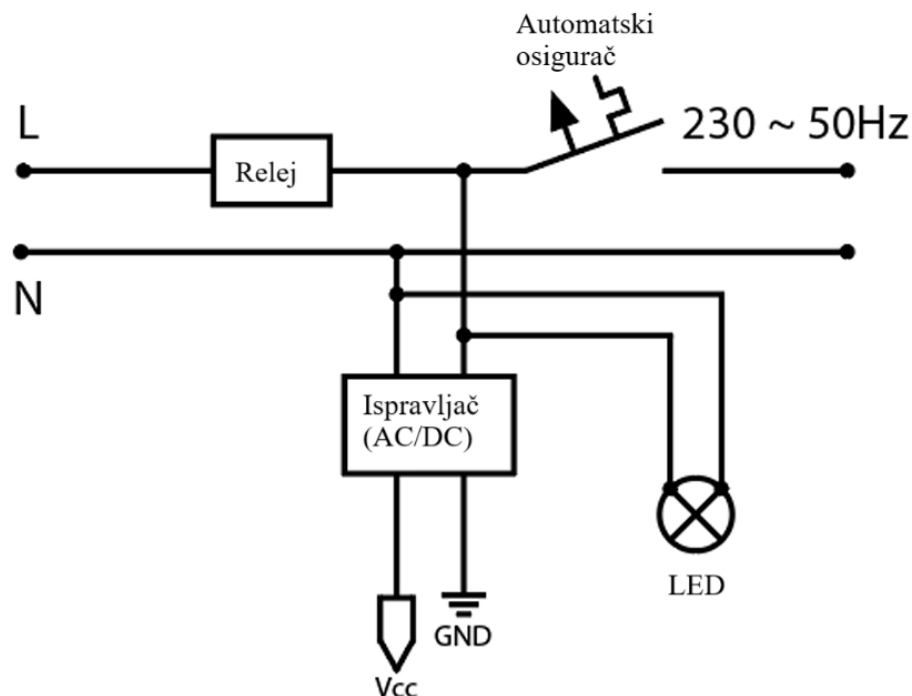 Automatski
osigurač
L
230 ~ 50Hz
Relej
N
Ispravljač
(AC/DC)
LED
GND
Vcc